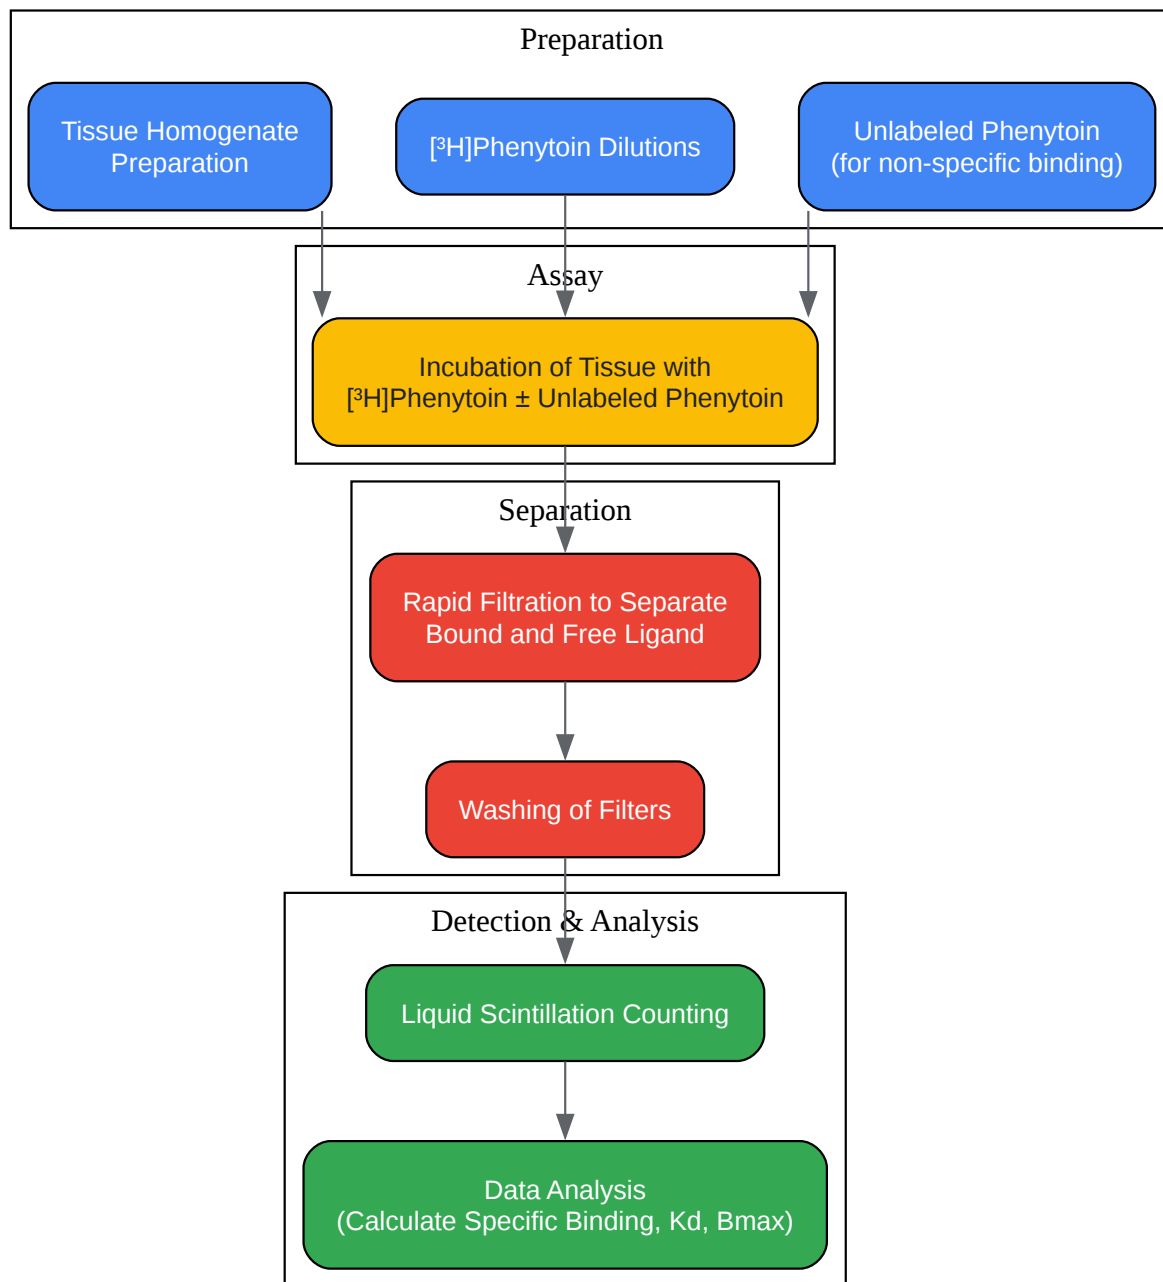 Preparation
Tissue Homogenate
Preparation
[³H]Phenytoin Dilutions
Unlabeled Phenytoin
(for non-specific binding)
Assay
Incubation of Tissue with
[³H]Phenytoin ± Unlabeled Phenytoin
Separation
Rapid Filtration to Separate
Bound and Free Ligand
Washing of Filters
Detection & Analysis
Liquid Scintillation Counting
Data Analysis
(Calculate Specific Binding, Kd, Bmax)